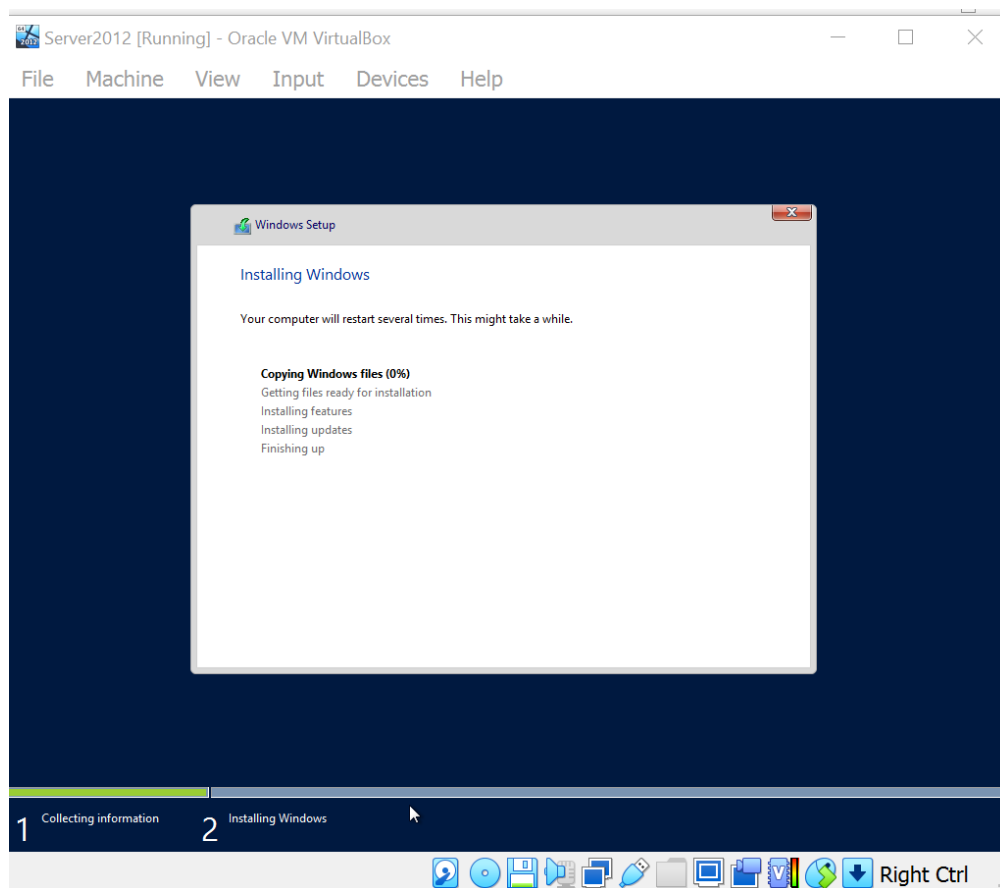 Server2012 [Running] - Oracle VM VirtualBox
File Machine View Input Devices Help
Windows Setup
Installing Windows
Your computer will restart several times. This might take a while.
Copying Windows files (0%)
Getting files ready for installation
Installing features
Installing updates
Finishing up
1 Collecting information 2 Installing Windows
Right Ctrl